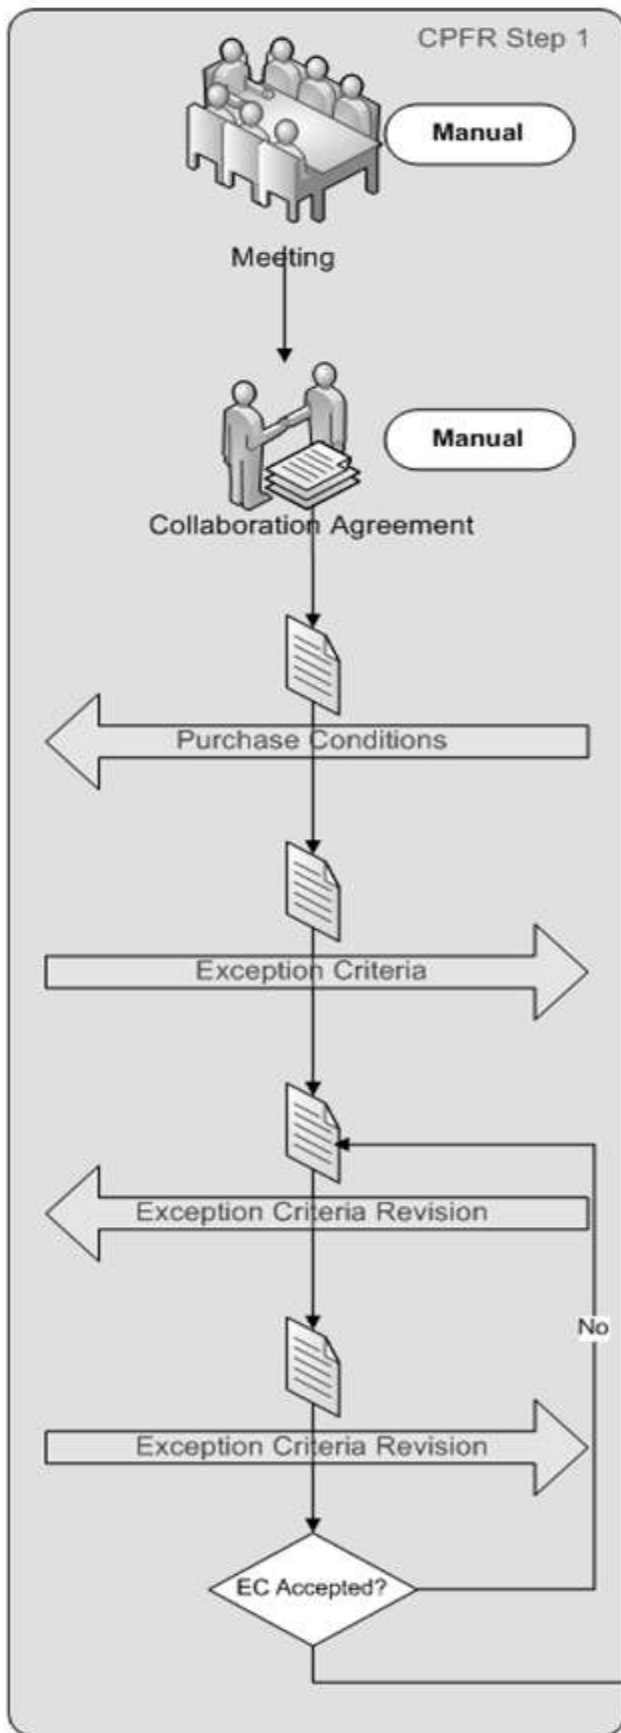 CPFR Step 1
Manual
Meeting
Manual
Collaboration Agreement
Purchase Conditions
Exception Criteria
Exception Criteria Revision
No
Exception Criteria Revision
EC Accepted?